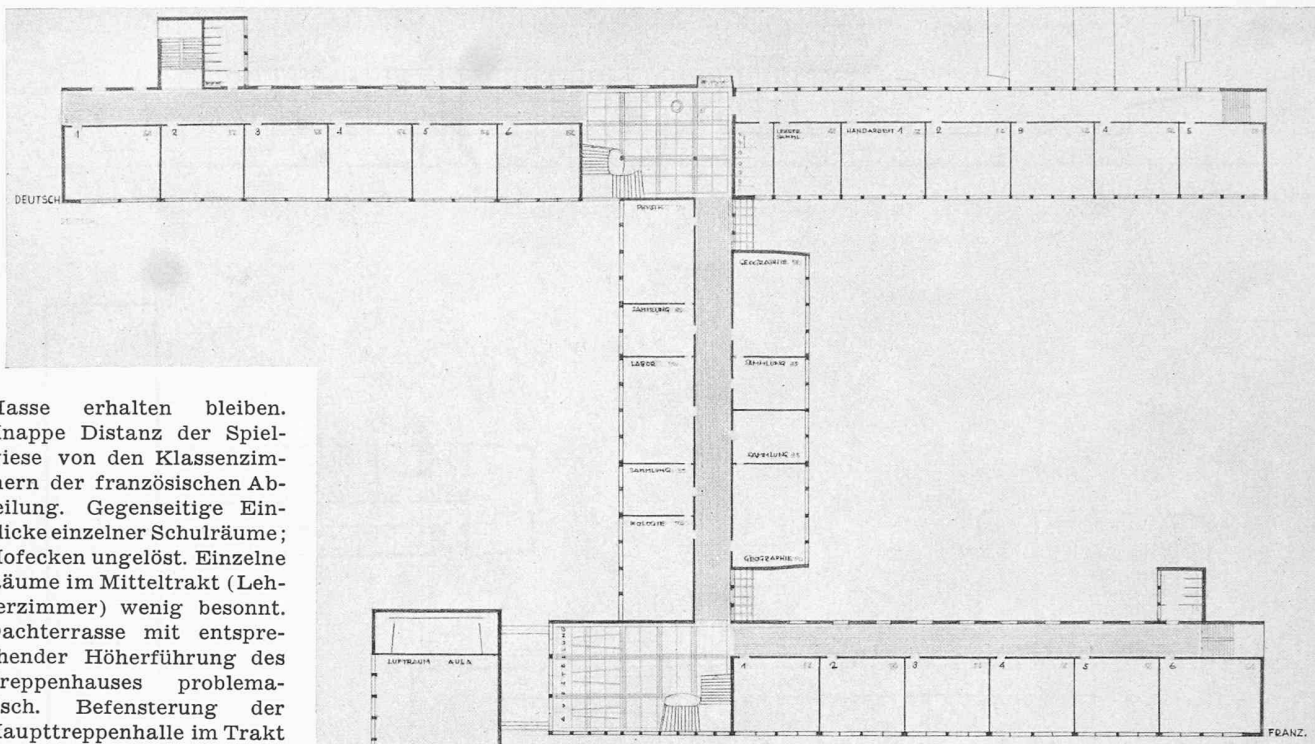 1 2 3 4 5 6
DEUTSCH
LEHRER
HANDARBEIT 1 2 3 4 5
PHYSIK
SAMMLUNG
LABOR
SAMMLUNG
BIOLOGIE
GEOGRAPHIE
SAMMLUNG
SAMMLUNG
GEOGRAPHIE
Masse erhalten bleiben.
Knappe Distanz der Spiel-
wiese von den Klassenzim-
mern der französischen Ab-
teilung. Gegenseitige Ein-
blicke einzelner Schulräume;
Hofecken ungelöst. Einzelne
Räume im Mitteltrakt (Leh-
rerzimmer) wenig besonnt.
Dachterrasse mit entspre-
chender Höherführung des
Treppenhauses problema-
tisch. Befensterung der
Haupttreppenhalle im Trakt
LUFTRAUM AULA
1 2 3 4 5 6
FRANZ.